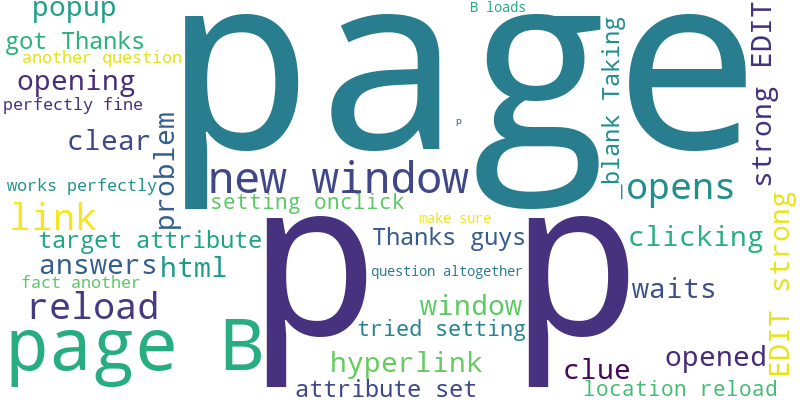 popup
B loads
page
got Thanks
another question
opening
perfectly fine
clear
problem
_blank Taking
strong EDIT
p
works perfectly
new window
_opens
setting onclick
link
make sure
target attribute
Thanks guys
clicking
p p
answers
html
question altogether
fact another
reload
window
waits
EDIT strong
page B
tried setting
hyperlink
clue
opened
attribute set
location reload